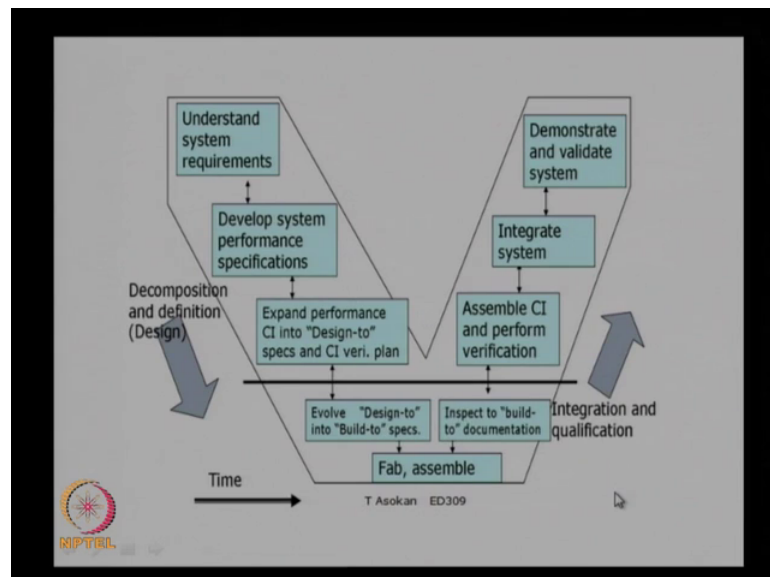 Understand
system
requirements
Develop system
performance
specifications
Decomposition
and definition
(Design)
Expand performance
CI into "Design-to"
specs and CI veri. plan
Evolve "Design-to"
into "Build-to" specs.
Fab, assemble
Inspect to "build-
to" documentation
Assemble CI
and perform
verification
Integrate
system
Demonstrate
and validate
system
Integration and
qualification
Time
T Asokan ED309
NPTEL